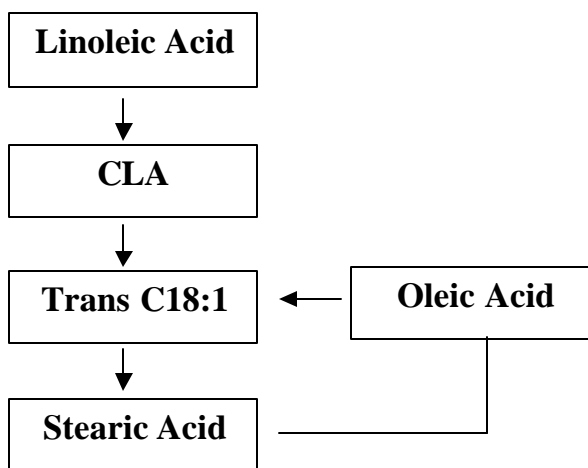 Linoleic Acid
CLA
Trans C18:1
Oleic Acid
Stearic Acid